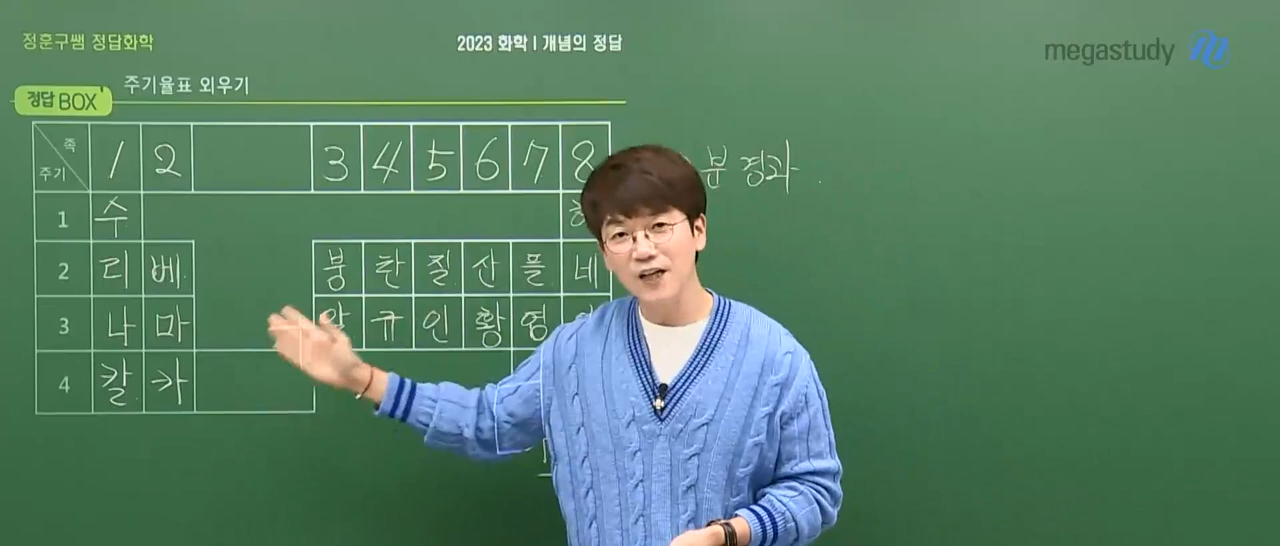 정훈구쌤 정답화학
2023 화학 I 개념의 정답
megastudy
정답 BOX
주기율표 외우기
족
주기
1 2 3 4 5 6 7 8
분 경과.
1 수
2 리 베 붕 탄 질 산 플 네
3 나 마 알 규 인 황 염
4 칼 카